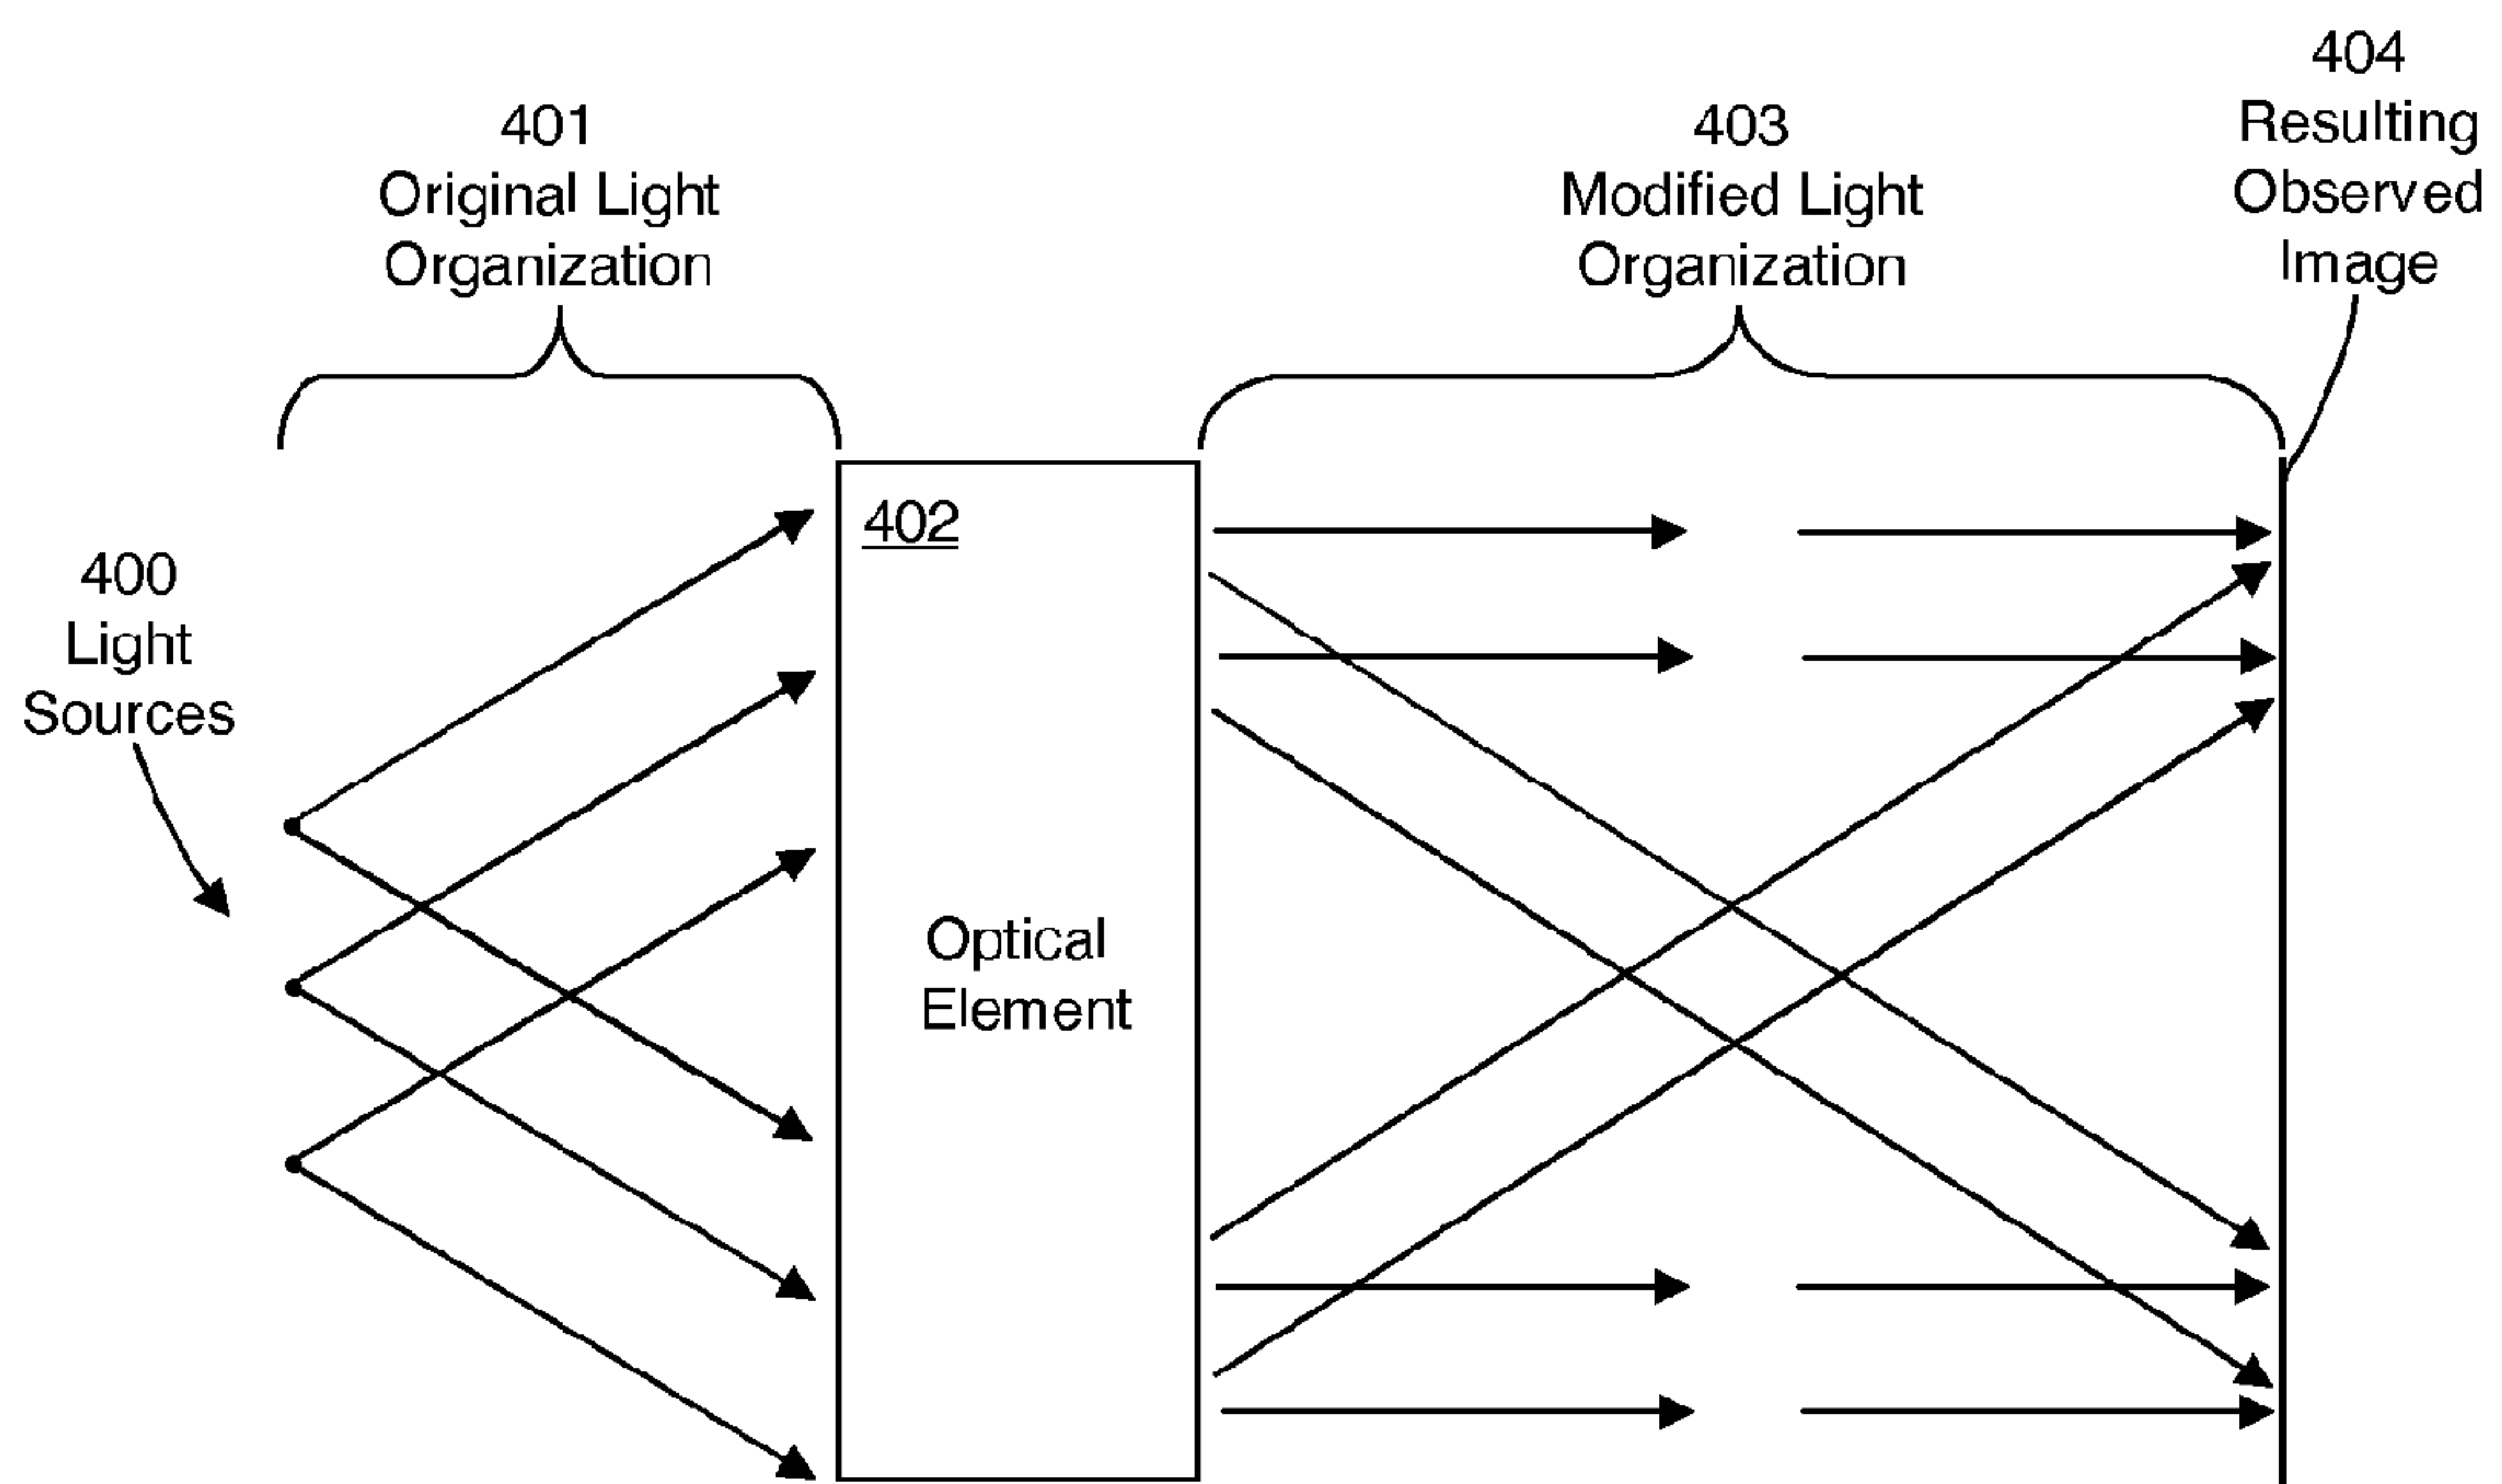 404
Resulting
Observed
Image
401
Original Light
Organization
403
Modified Light
Organization
400
Light
Sources
402
Optical
Element